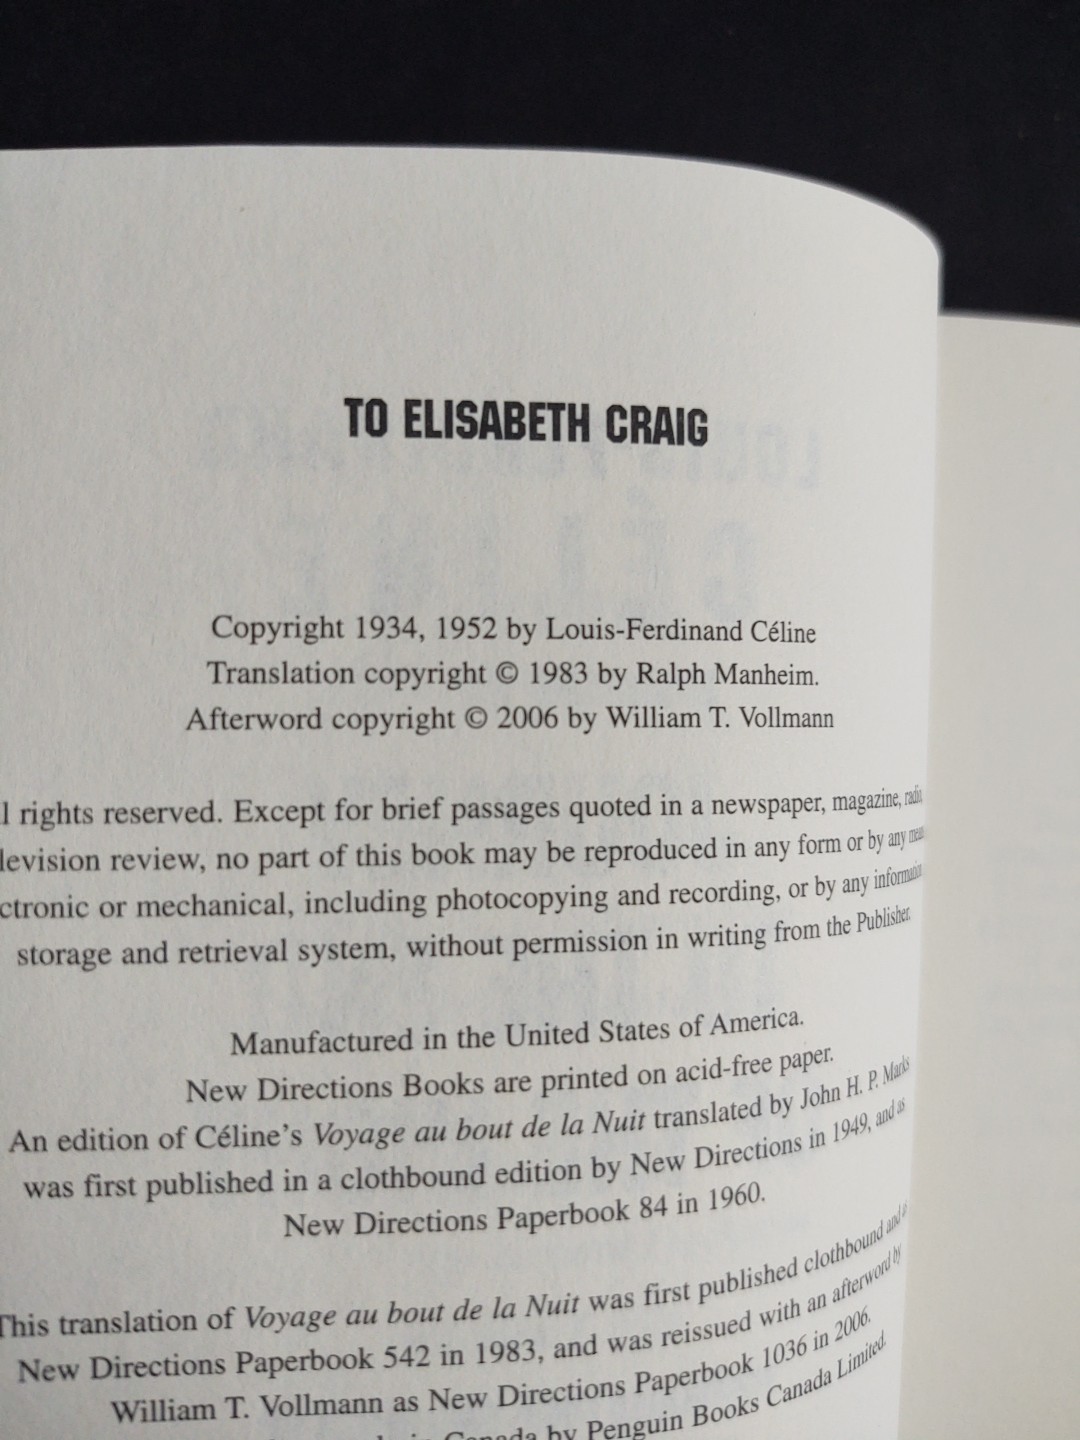 TO ELISABETH CRAIG
Copyright 1934, 1952 by Louis-Ferdinand Céline
Translation copyright © 1983 by Ralph Manheim.
Afterword copyright © 2006 by William T. Vollmann
l rights reserved. Except for brief passages quoted in a newspaper, magazine, radio,
levision review, no part of this book may be reproduced in any form or by any
ctronic or mechanical, including photocopying and recording, or by any information
storage and retrieval system, without permission in writing from the Publisher.
Manufactured in the United States of America.
New Directions Books are printed on acid-free paper.
An edition of Céline's Voyage au bout de la Nuit translated by John H. P. Marks
was first published in a clothbound edition by New Directions in 1949, and as
New Directions Paperbook 84 in 1960.
This translation of Voyage au bout de la Nuit was first published clothbound and
New Directions Paperbook 542 in 1983, and was reissued with an afterword by
William T. Vollmann as New Directions Paperbook 1036 in 2006.
Canada by Penguin Books Canada Limited.